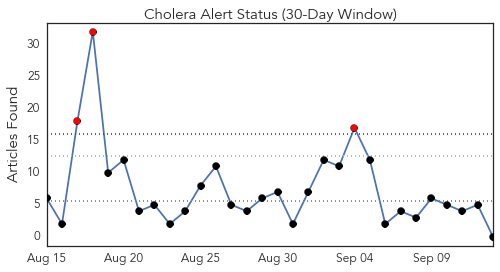 Cholera Alert Status (30-Day Window)
Articles Found
30
25
20
15
10
5
0
Aug 15 Aug 20 Aug 25 Aug 30 Sep 04 Sep 09